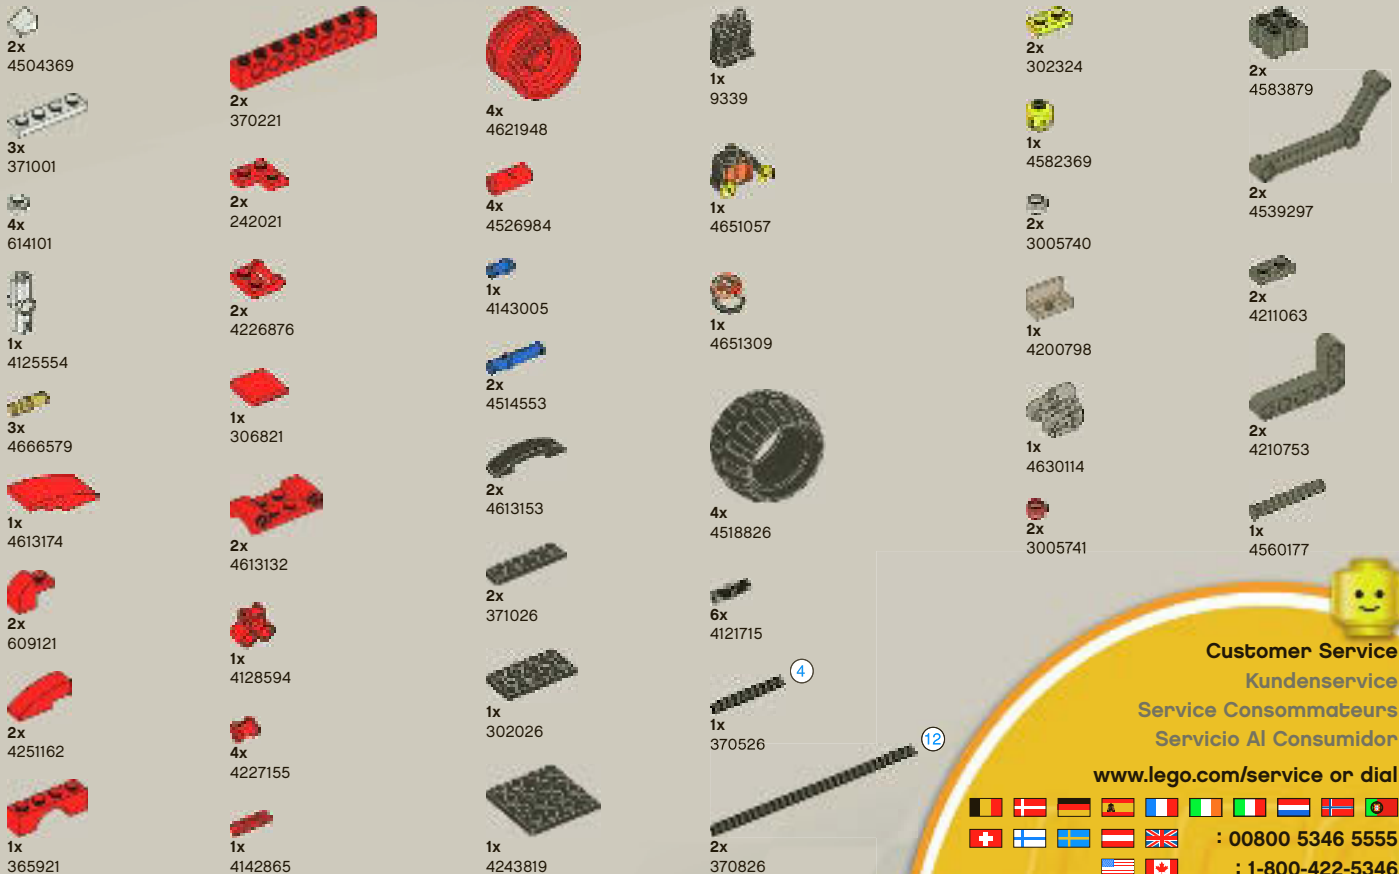 2x
4504369
3x
371001
4x
614101
1x
4125554
3x
4666579
1x
4613174
2x
609121
2x
4251162
1x
365921
2x
370221
2x
242021
2x
4226876
1x
306821
2x
4613132
1x
4128594
4x
4227155
1x
4142865
4x
4621948
4x
4526984
1x
4143005
2x
4514553
2x
4613153
2x
371026
1x
302026
1x
4243819
1x
9339
1x
4651057
1x
4651309
4x
4518826
6x
4121715
4
1x
370526
12
2x
370826
2x
302324
1x
4582369
2x
3005740
1x
4200798
1x
4630114
2x
3005741
2x
4583879
2x
4539297
2x
4211063
2x
4210753
1x
4560177
Customer Service
Kundenservice
Service Consommateurs
Servicio Al Consumidor
www.lego.com/service or dial
: 00800 5346 5555
: 1-800-422-5346